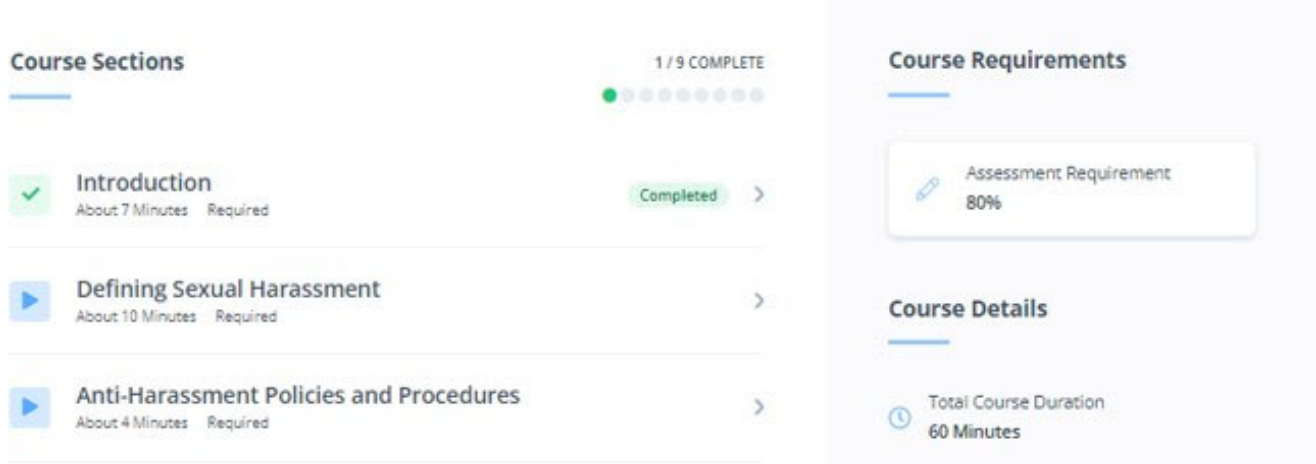 Course Sections
1 / 9 COMPLETE
Introduction
About 7 Minutes Required
Completed
Defining Sexual Harassment
About 10 Minutes Required
Anti-Harassment Policies and Procedures
About 4 Minutes Required
Course Requirements
Assessment Requirement
80%
Course Details
Total Course Duration
60 Minutes